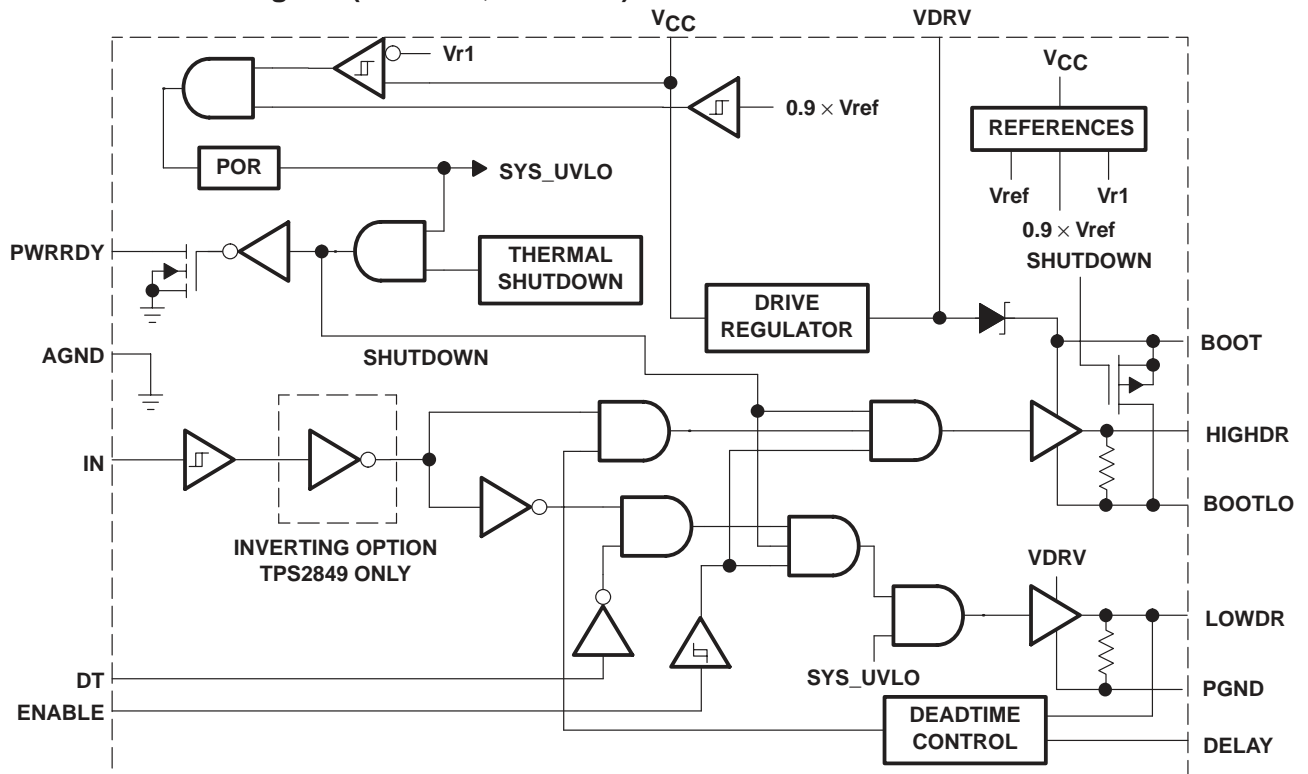 VCC
VDRV
Vr1
VCC
0.9 × Vref
REFERENCES
POR
SYS_UVLO
Vref
Vr1
0.9 × Vref
PWRRDY
THERMAL
SHUTDOWN
SHUTDOWN
DRIVE
REGULATOR
BOOT
AGND
SHUTDOWN
HIGHDR
IN
BOOTLO
INVERTING OPTION
TPS2849 ONLY
VDRV
LOWDR
SYS_UVLO
DT
PGND
ENABLE
DEADTIME
CONTROL
DELAY